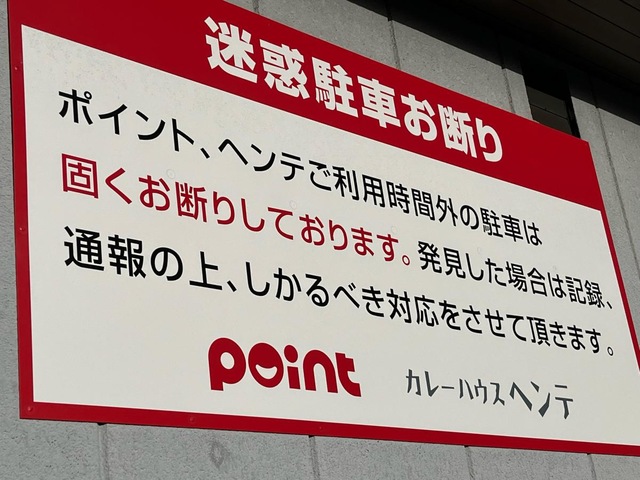 迷惑駐車お断り
ポイント、ヘンテご利用時間外の駐車は
固くお断りしております。発見した場合は記録、
通報の上、しかるべき対応をさせて頂きます。
point カレーハウスヘンテ